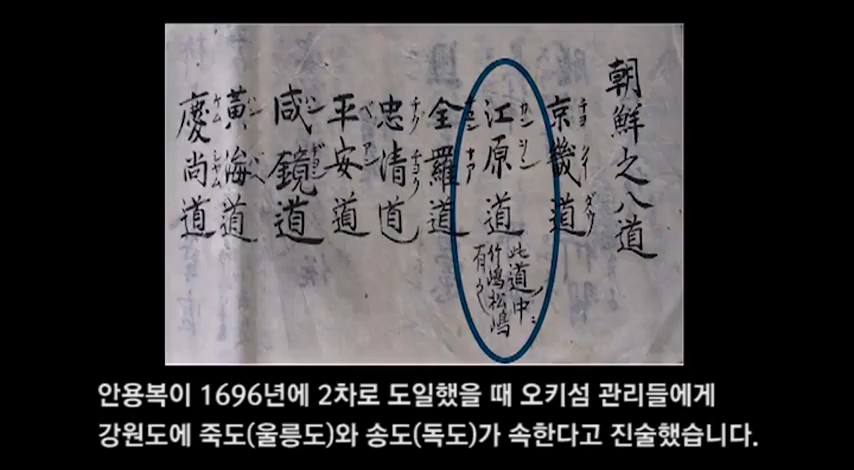 朝鮮之八道
京畿道
江原道
此道中ニ
竹嶋松嶋
有之
全羅道
忠清道
平安道
咸鏡道
黃海道
慶尚道
안용복이 1696년에 2차로 도일했을 때 오키섬 관리들에게
강원도에 죽도(울릉도)와 송도(독도)가 속한다고 진술했습니다.